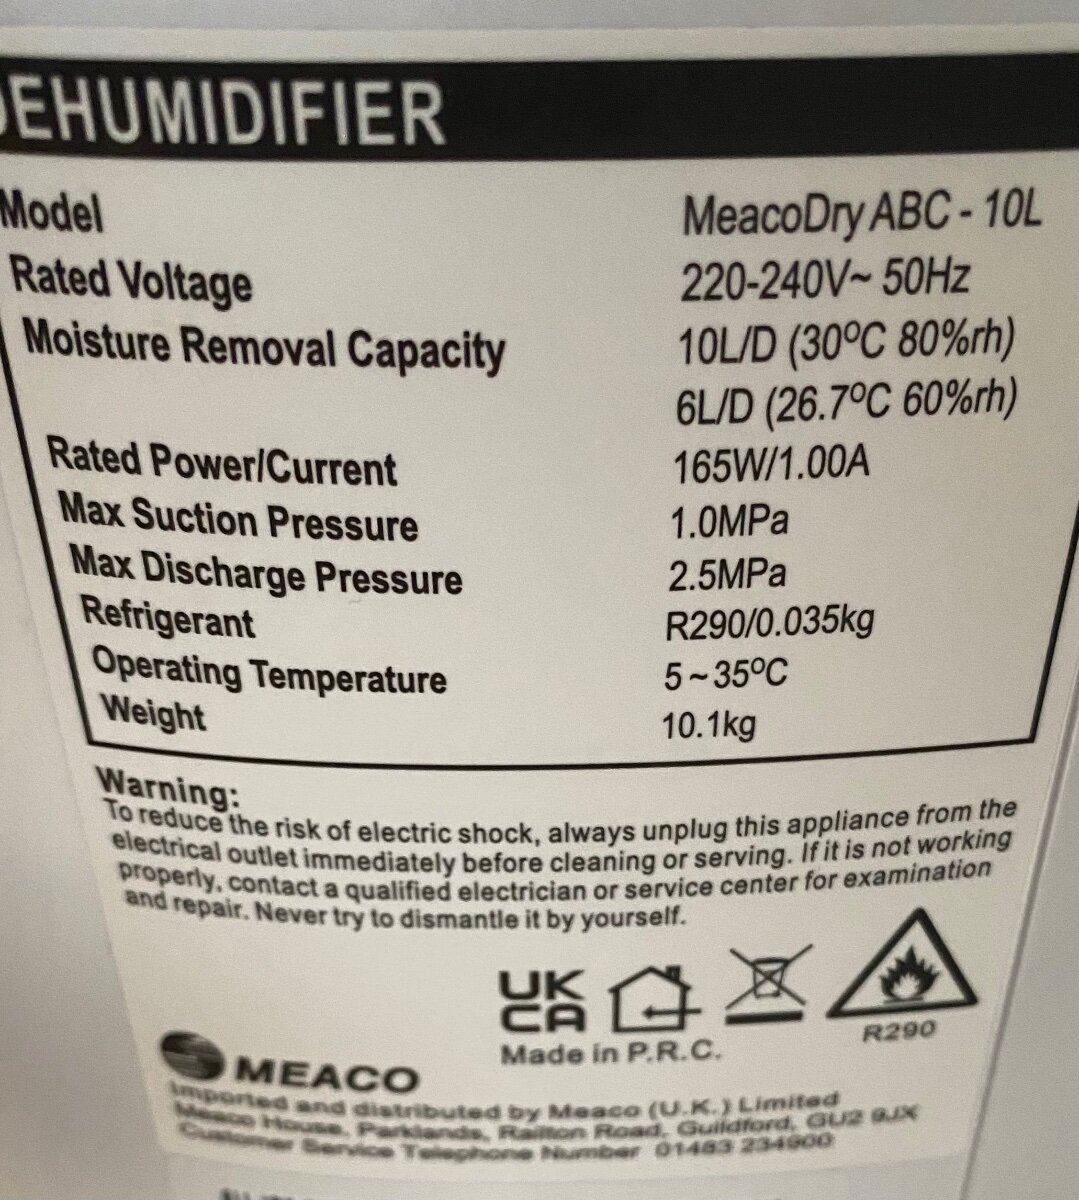 DEHUMIDIFIER
Model MeacoDry ABC - 10L
Rated Voltage 220-240V~ 50Hz
Moisture Removal Capacity 10L/D (30ºC 80%rh)
6L/D (26.7ºC 60%rh)
Rated Power/Current 165W/1.00A
Max Suction Pressure 1.0MPa
Max Discharge Pressure 2.5MPa
Refrigerant R290/0.035kg
Operating Temperature 5~35ºC
Weight 10.1kg
Warning:
To reduce the risk of electric shock, always unplug this appliance from the
electrical outlet immediately before cleaning or serving. If it is not working
properly, contact a qualified electrician or service center for examination
and repair. Never try to dismantle it by yourself.
UK
CA
R290
Made in P.R.C.
MEACO
Imported and distributed by Meaco (U.K.) Limited
Meaco House, Parklands, Railton Road, Guildford, GU2 9JX
Customer Service Telephone Number 01483 234900